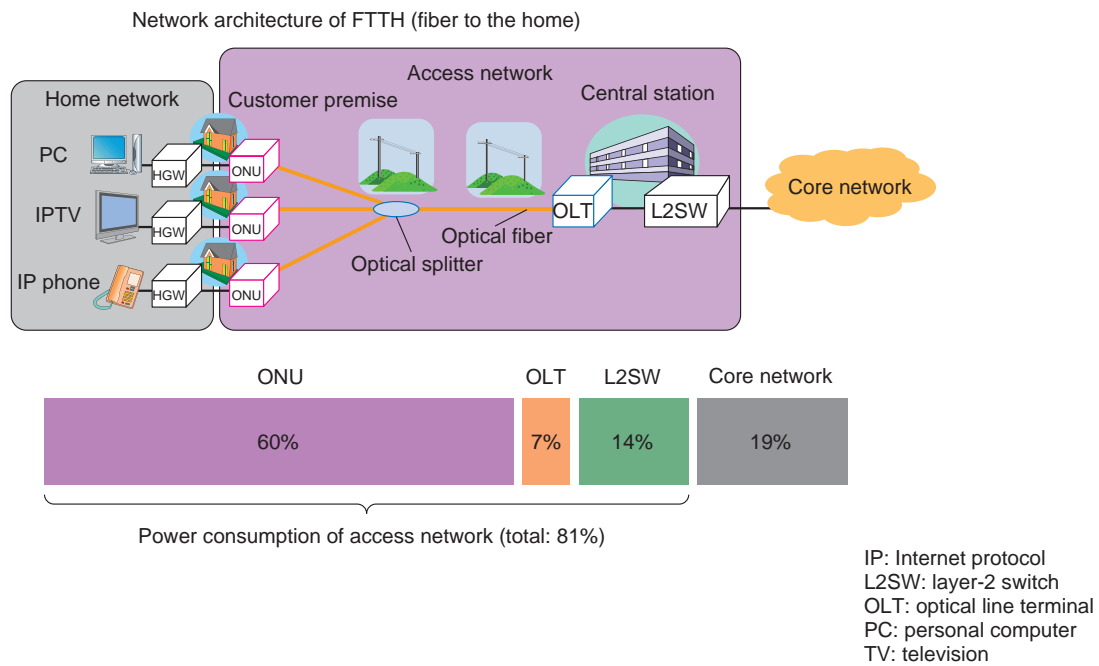 Network architecture of FTTH (fiber to the home)
Access network
Home network
Customer premise
Central station
PC
HGW
ONU
IPTV
HGW
ONU
OLT
L2SW
Core network
Optical fiber
Optical splitter
IP phone
HGW
ONU
ONU
OLT
L2SW
Core network
60%
7%
14%
19%
Power consumption of access network (total: 81%)
IP: Internet protocol
L2SW: layer-2 switch
OLT: optical line terminal
PC: personal computer
TV: television